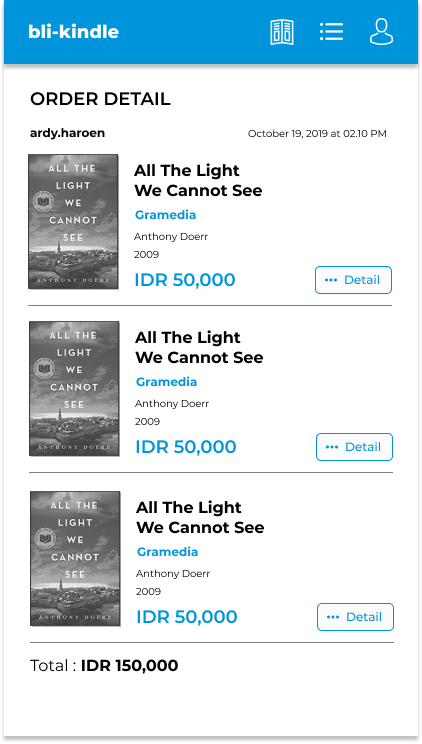 bli-kindle
ORDER DETAIL
ardy.haroen
October 19, 2019 at 02.10 PM
ALL THE
LIGHT
WE
CANNOT
SEE
ANTHONY DOERR
All The Light
We Cannot See
Gramedia
Anthony Doerr
2009
IDR 50,000
••• Detail
ALL THE
LIGHT
WE
CANNOT
SEE
ANTHONY DOERR
All The Light
We Cannot See
Gramedia
Anthony Doerr
2009
IDR 50,000
••• Detail
ALL THE
LIGHT
WE
CANNOT
SEE
ANTHONY DOERR
All The Light
We Cannot See
Gramedia
Anthony Doerr
2009
IDR 50,000
••• Detail
Total : IDR 150,000